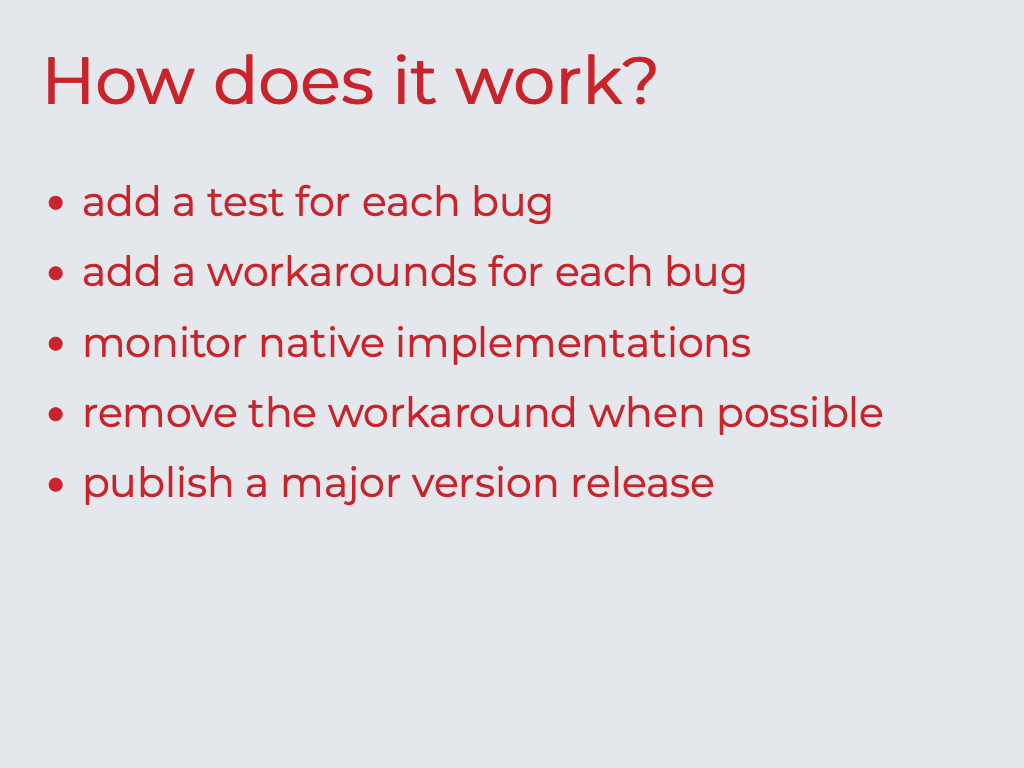 How does it work?
• add a test for each bug
• add a workarounds for each bug
• monitor native implementations
• remove the workaround when possible
• publish a major version release